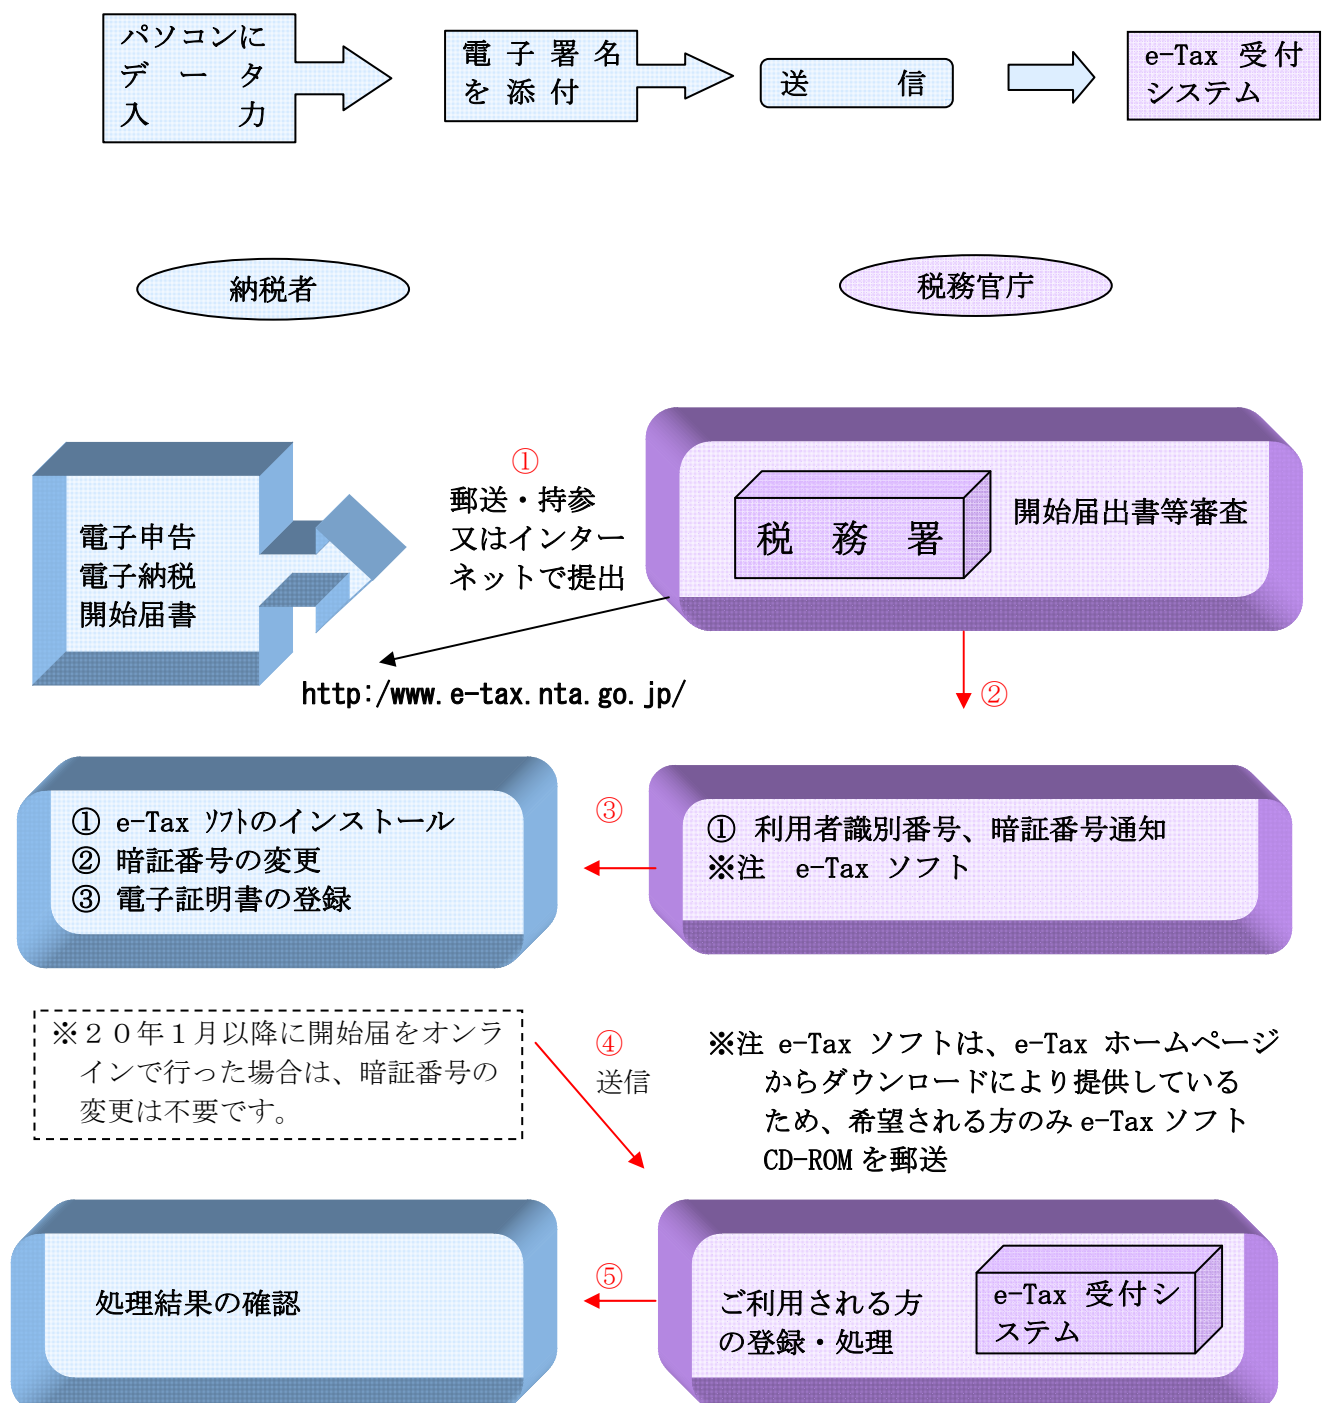 パソコンに
データ
入力
電子署名
を添付
送信
e-Tax 受付
システム
納税者
税務官庁
電子申告
電子納税
開始届書
①
郵送・持参
又はインター
ネットで提出
税務署
開始届出書等審査
http:/www.e-tax.nta.go.jp/
②
① e-Tax ｿﾌﾄのインストール
② 暗証番号の変更
③ 電子証明書の登録
③
① 利用者識別番号、暗証番号通知
※注 e-Tax ソフト
※２０年１月以降に開始届をオンラ
インで行った場合は、暗証番号の
変更は不要です。
④
送信
※注 e-Tax ソフトは、e-Tax ホームページ
からダウンロードにより提供している
ため、希望される方のみ e-Tax ソフト
CD-ROM を郵送
処理結果の確認
⑤
ご利用される方
の登録・処理
e-Tax 受付シ
ステム